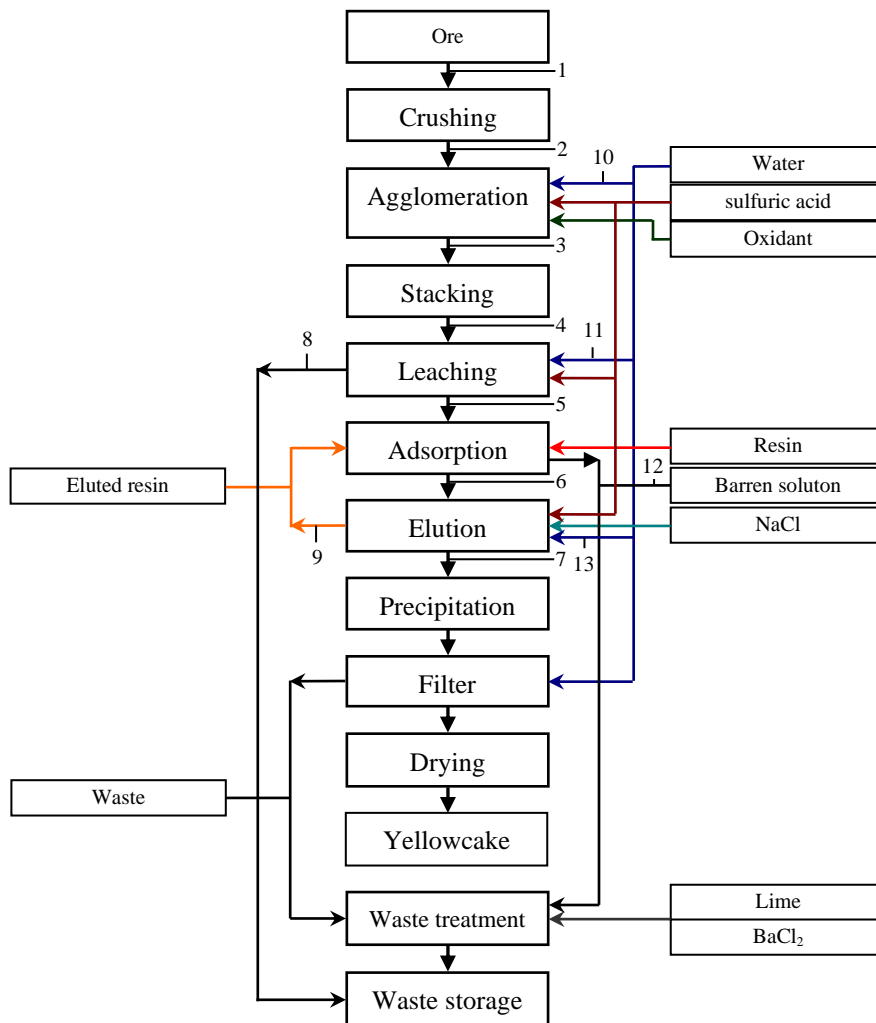 Ore
1
Crushing
2
10
Water
Agglomeration
sulfuric acid
Oxidant
3
Stacking
4
11
8
Leaching
5
Adsorption
Resin
Eluted resin
6
12
Barren soluton
Elution
NaCl
9
7
13
Precipitation
Filter
Drying
Waste
Yellowcake
Waste treatment
Lime
BaCl₂
Waste storage